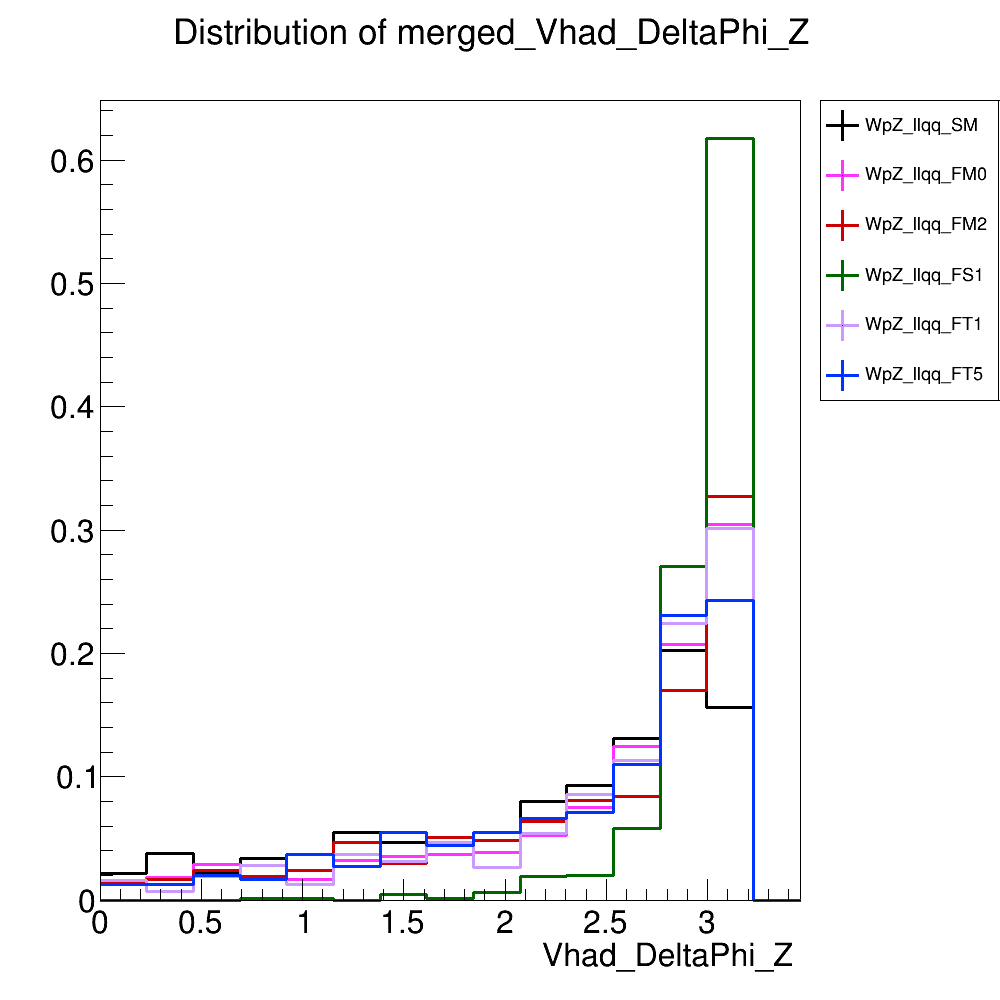 Distribution of merged_Vhad_DeltaPhi_Z
WpZ_llqq_SM
WpZ_llqq_FM0
WpZ_llqq_FM2
WpZ_llqq_FS1
WpZ_llqq_FT1
WpZ_llqq_FT5
0.6
0.5
0.4
0.3
0.2
0.1
0
0 0.5 1 1.5 2 2.5 3
Vhad_DeltaPhi_Z